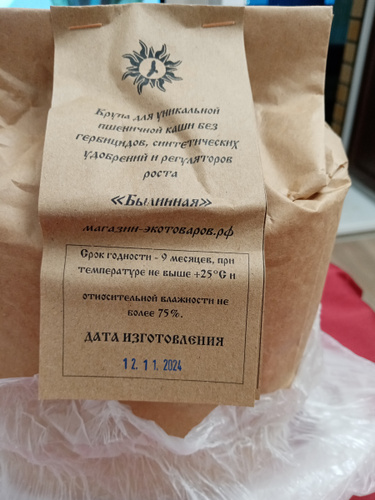 Крупа для уникальной
пшеничной каши без
гербицидов, синтетических
удобрений и регуляторов
роста
«Былинная»
магазин-экотоваров.рф
Срок годности - 9 месяцев, при
температуре не выше +25°С и
относительной влажности не
более 75%.
ДАТА ИЗГОТОВЛЕНИЯ
12.11.2024